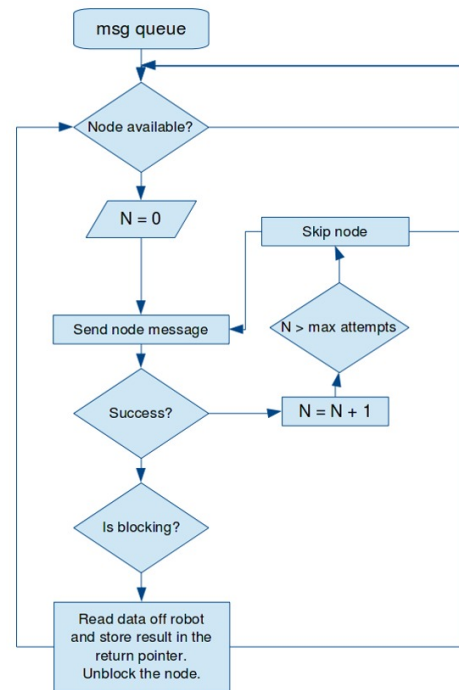 msg queue
Node available?
N = 0
Skip node
Send node message
N > max attempts
Success?
N = N + 1
Is blocking?
Read data off robot
and store result in the
return pointer.
Unblock the node.